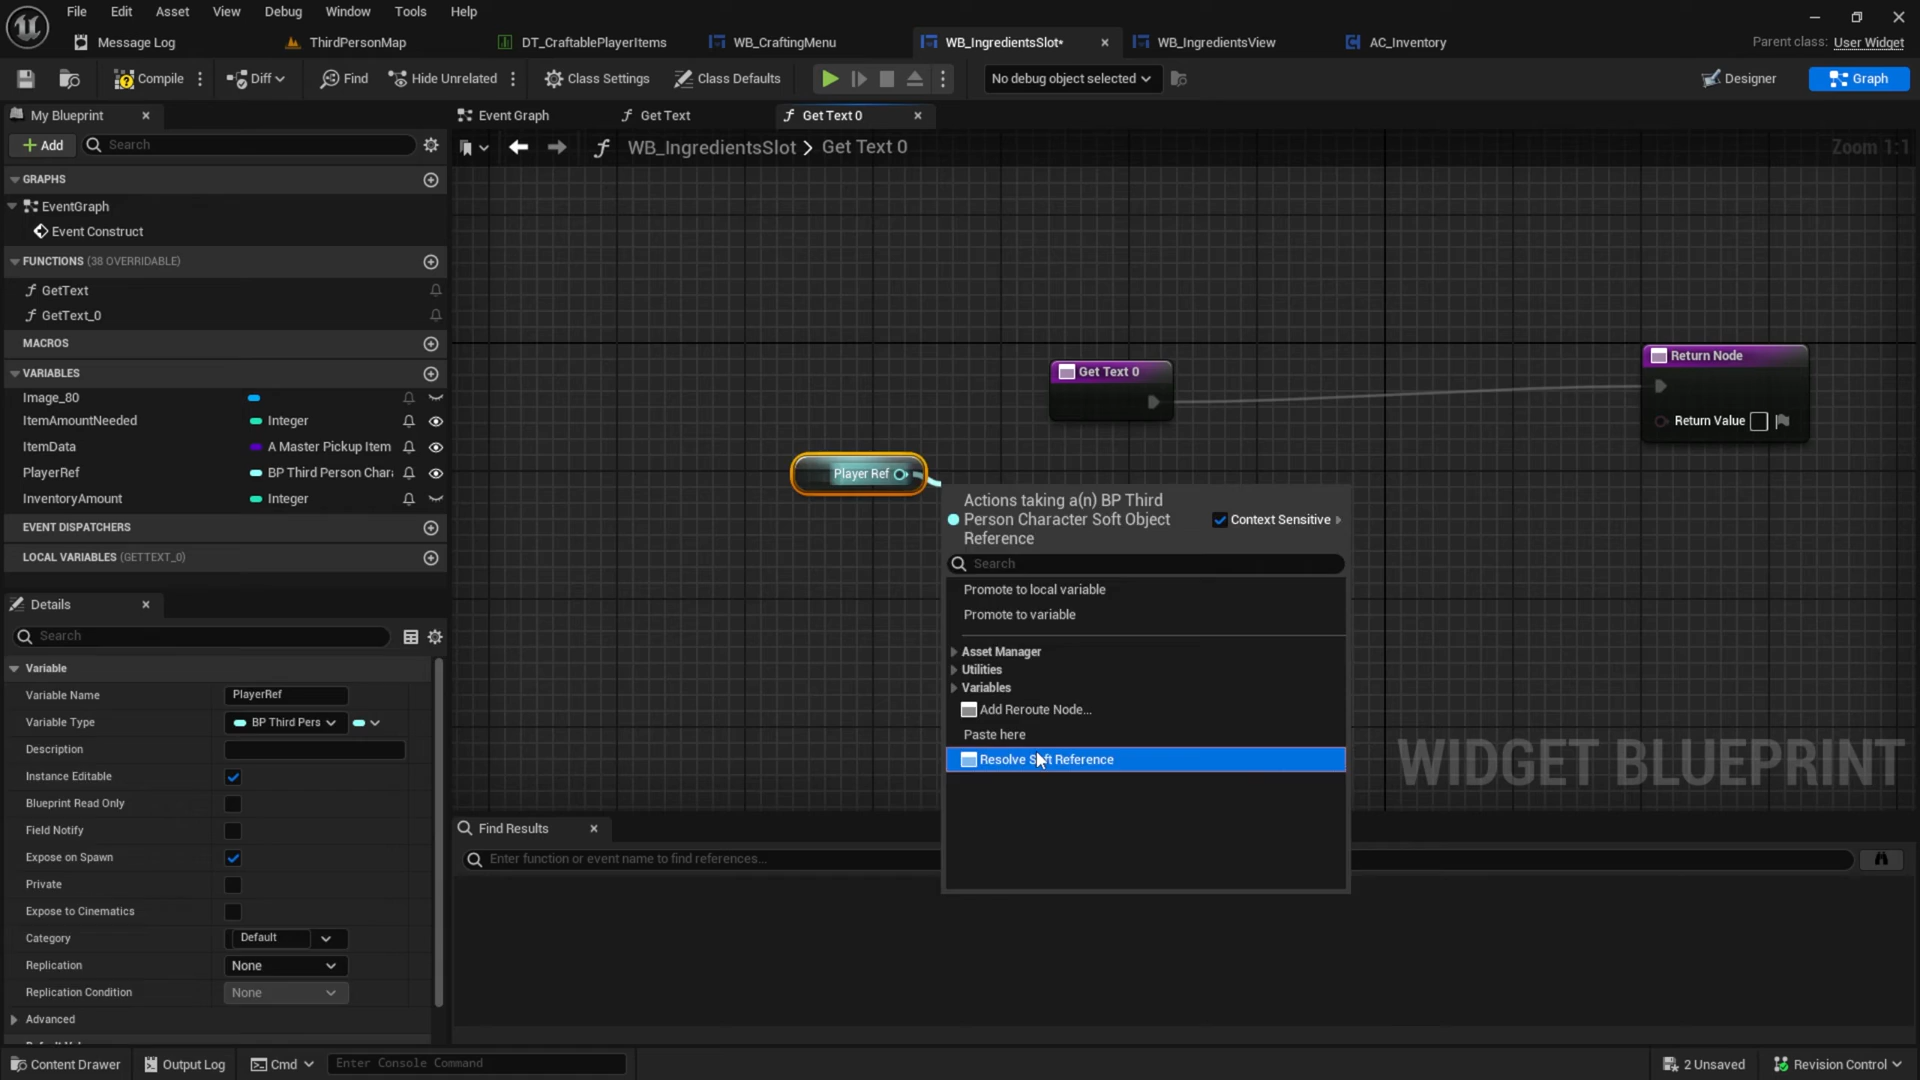 File Edit Asset View Debug Window Tools Help
Message Log ThirdPersonMap DT_CraftablePlayerItems WB_CraftingMenu WB_IngredientsSlot* WB_IngredientsView AC_Inventory Parent class: User Widget
Compile Diff Find Hide Unrelated Class Settings Class Defaults No debug object selected Designer Graph
My Blueprint Event Graph Get Text Get Text 0
Add Search WB_IngredientsSlot > Get Text 0 Zoom 1:1
GRAPHS
EventGraph
Event Construct
FUNCTIONS (38 OVERRIDABLE)
GetText
GetText_0
MACROS
VARIABLES
Image_80
ItemAmountNeeded Integer
ItemData A Master Pickup Item
PlayerRef BP Third Person Chara
InventoryAmount Integer
EVENT DISPATCHERS
LOCAL VARIABLES (GETTEXT_0)
Get Text 0
Return Node
Return Value
Player Ref
Actions taking a(n) BP Third
Person Character Soft Object
Reference
Context Sensitive
Search
Promote to local variable
Promote to variable
Asset Manager
Utilities
Variables
Add Reroute Node...
Paste here
Resolve Soft Reference
WIDGET BLUEPRINT
Details
Search
Variable
Variable Name PlayerRef
Variable Type BP Third Pers
Description
Instance Editable
Blueprint Read Only
Field Notify
Expose on Spawn
Private
Expose to Cinematics
Category Default
Replication None
Replication Condition None
Advanced
Find Results
Enter function or event name to find references...
Content Drawer Output Log Cmd Enter Console Command 2 Unsaved Revision Control